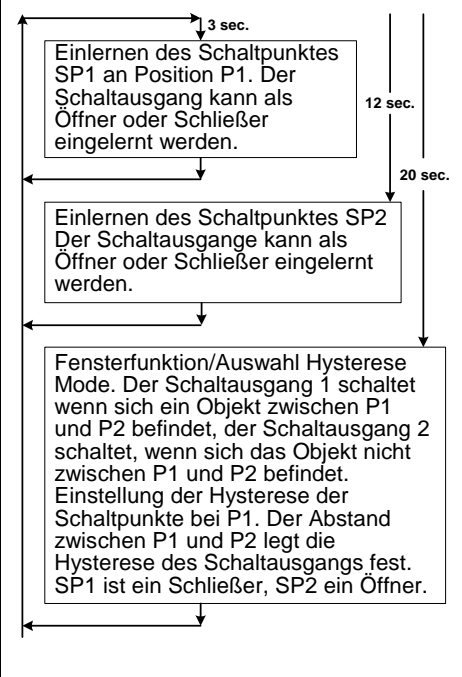 3 sec.
Einlernen des Schaltpunktes
SP1 an Position P1. Der
Schaltausgang kann als
Öffner oder Schließer
eingelernt werden.
12 sec.
20 sec.
Einlernen des Schaltpunktes SP2
Der Schaltausgange kann als
Öffner oder Schließer eingelernt
werden.
Fensterfunktion/Auswahl Hysterese
Mode. Der Schaltausgang 1 schaltet
wenn sich ein Objekt zwischen P1
und P2 befindet, der Schaltausgang 2
schaltet, wenn sich das Objekt nicht
zwischen P1 und P2 befindet.
Einstellung der Hysterese der
Schaltpunkte bei P1. Der Abstand
zwischen P1 und P2 legt die
Hysterese des Schaltausgangs fest.
SP1 ist ein Schließer, SP2 ein Öffner.